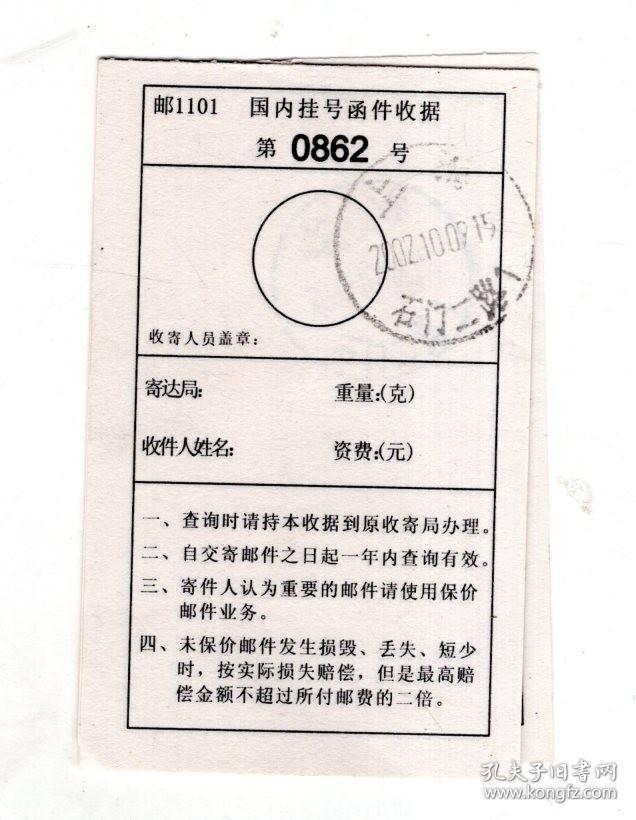 邮1101 国内挂号函件收据
第 0862 号
上海
2002.10.09.15
石门二路1
收寄人员盖章：
寄达局： 重量：(克)
收件人姓名： 资费：(元)
一、查询时请持本收据到原收寄局办理。
二、自交寄邮件之日起一年内查询有效。
三、寄件人认为重要的邮件请使用保价
邮件业务。
四、未保价邮件发生损毁、丢失、短少
时，按实际损失赔偿，但是最高赔
偿金额不超过所付邮费的二倍。
孔夫子旧书网
www.kongfz.com